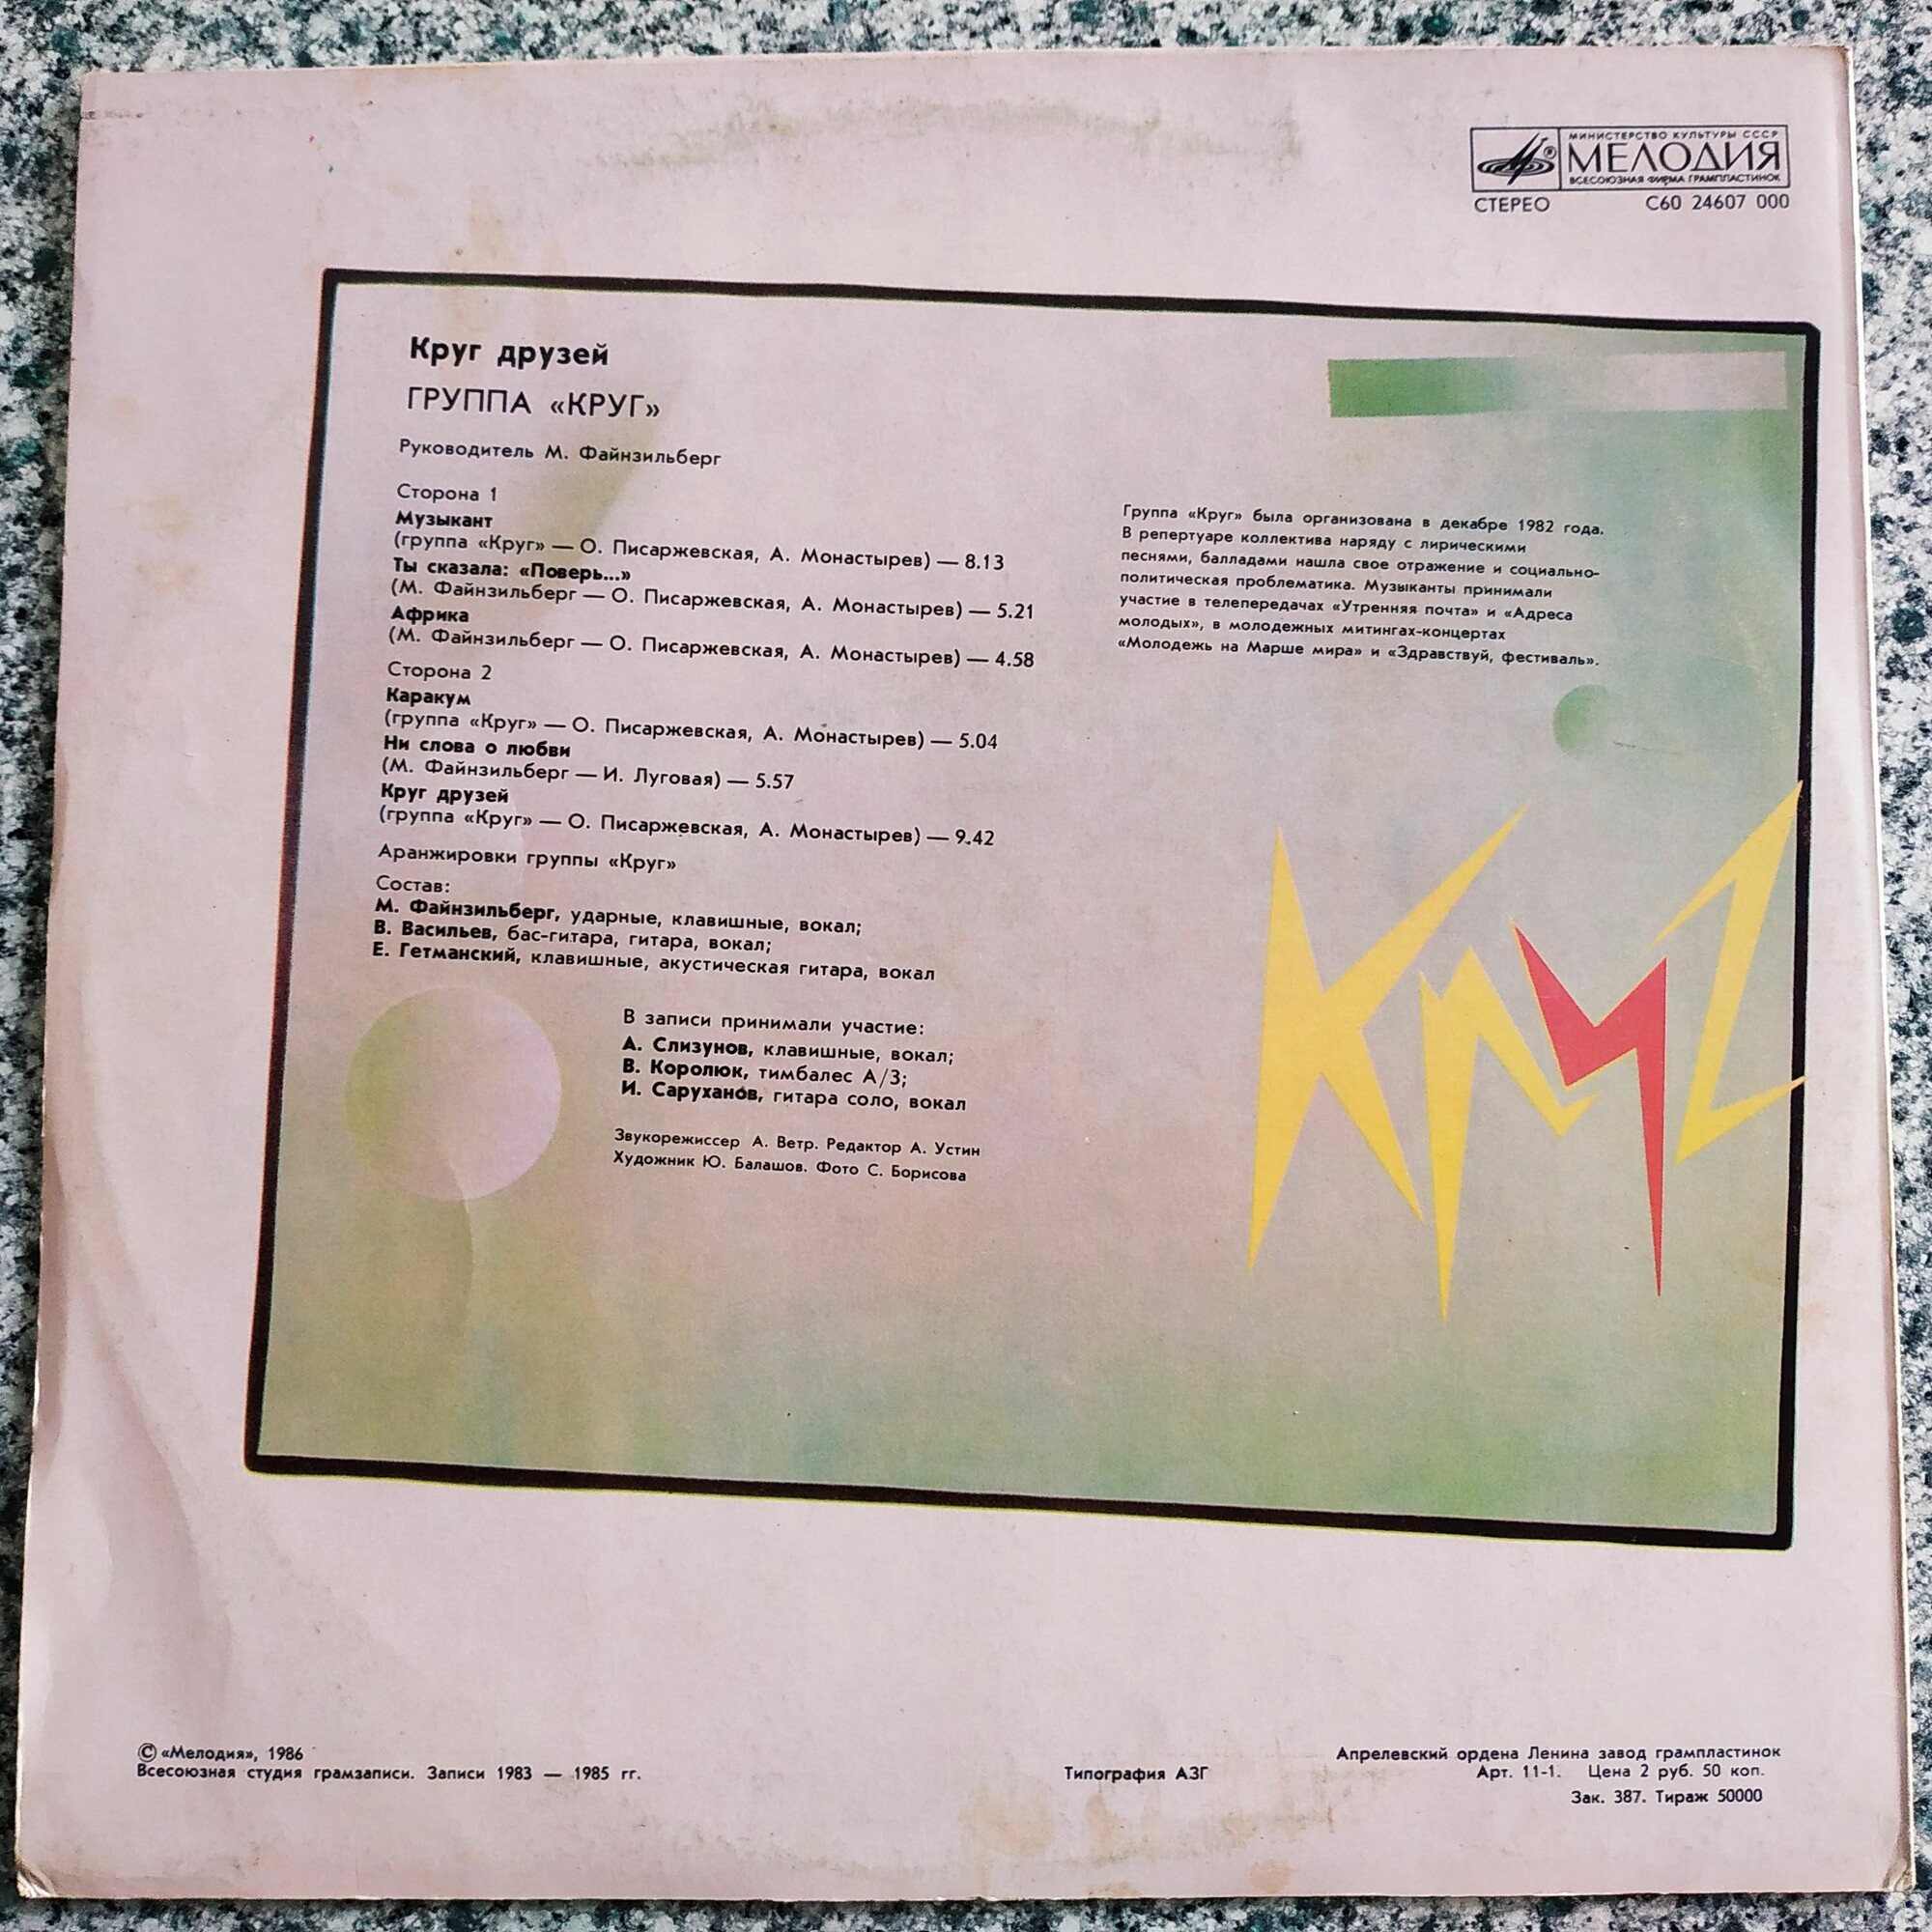 МИНИСТЕРСТВО КУЛЬТУРЫ СССР
МЕЛОДИЯ
ВСЕСОЮЗНАЯ ФИРМА ГРАМПЛАСТИНОК
СТЕРЕО С60 24607 000
Круг друзей
ГРУППА «КРУГ»
Руководитель М. Файнзильберг
Сторона 1
Музыкант
(группа «Круг» — О. Писаржевская, А. Монастырев) — 8.13
Ты сказала: «Поверь...»
(М. Файнзильберг — О. Писаржевская, А. Монастырев) — 5.21
Африка
(М. Файнзильберг — О. Писаржевская, А. Монастырев) — 4.58
Сторона 2
Каракум
(группа «Круг» — О. Писаржевская, А. Монастырев) — 5.04
Ни слова о любви
(М. Файнзильберг — И. Луговая) — 5.57
Круг друзей
(группа «Круг» — О. Писаржевская, А. Монастырев) — 9.42
Аранжировки группы «Круг»
Состав:
М. Файнзильберг, ударные, клавишные, вокал;
В. Васильев, бас-гитара, гитара, вокал;
Е. Гетманский, клавишные, акустическая гитара, вокал
В записи принимали участие:
А. Слизунов, клавишные, вокал;
В. Королюк, тимбалес А/З;
И. Саруханов, гитара соло, вокал
Звукорежиссер А. Ветр. Редактор А. Устин
Художник Ю. Балашов. Фото С. Борисова
Группа «Круг» была организована в декабре 1982 года.
В репертуаре коллектива наряду с лирическими
песнями, балладами нашла свое отражение и социально-
политическая проблематика. Музыканты принимали
участие в телепередачах «Утренняя почта» и «Адреса
молодых», в молодежных митингах-концертах
«Молодежь на Марше мира» и «Здравствуй, фестиваль».
© «Мелодия», 1986
Всесоюзная студия грамзаписи. Записи 1983 — 1985 гг.
Типография АЗГ
Апрелевский ордена Ленина завод грампластинок
Арт. 11-1. Цена 2 руб. 50 коп.
Зак. 387. Тираж 50000